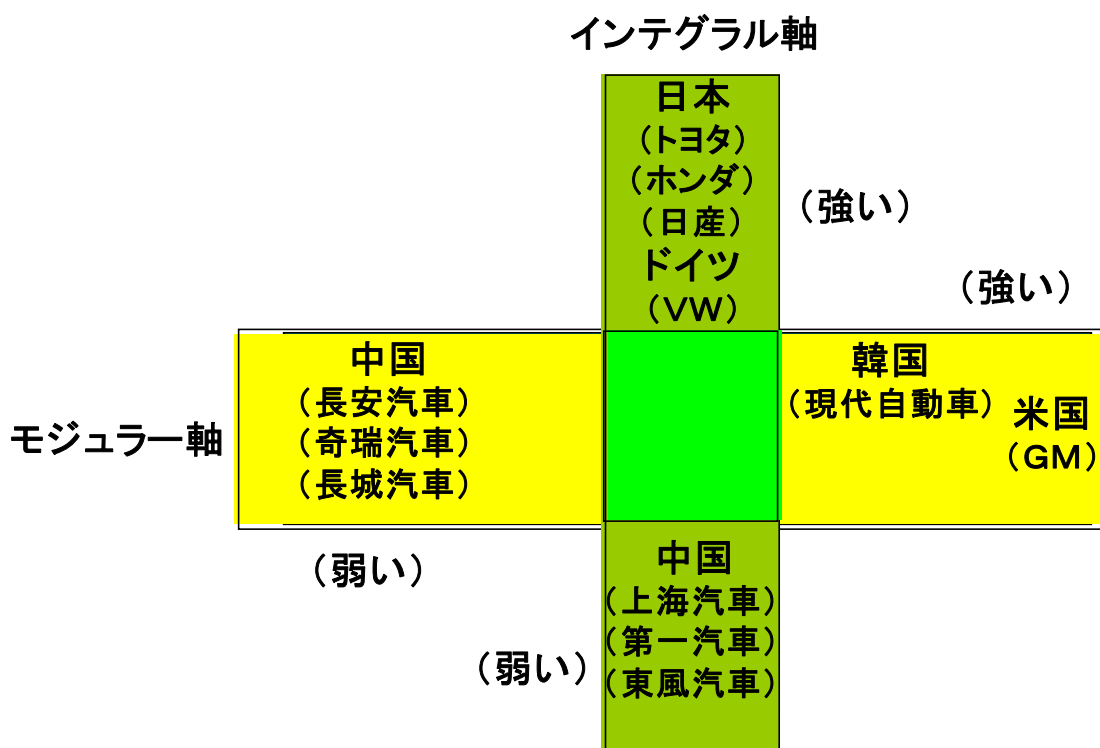 インテグラル軸
日本
（トヨタ）
（ホンダ）
（日産）
ドイツ
（ＶＷ）
（強い）
（強い）
モジュラー軸
中国
（長安汽車）
（奇瑞汽車）
（長城汽車）
（弱い）
韓国
（現代自動車）
米国
（ＧＭ）
中国
（上海汽車）
（第一汽車）
（東風汽車）
（弱い）